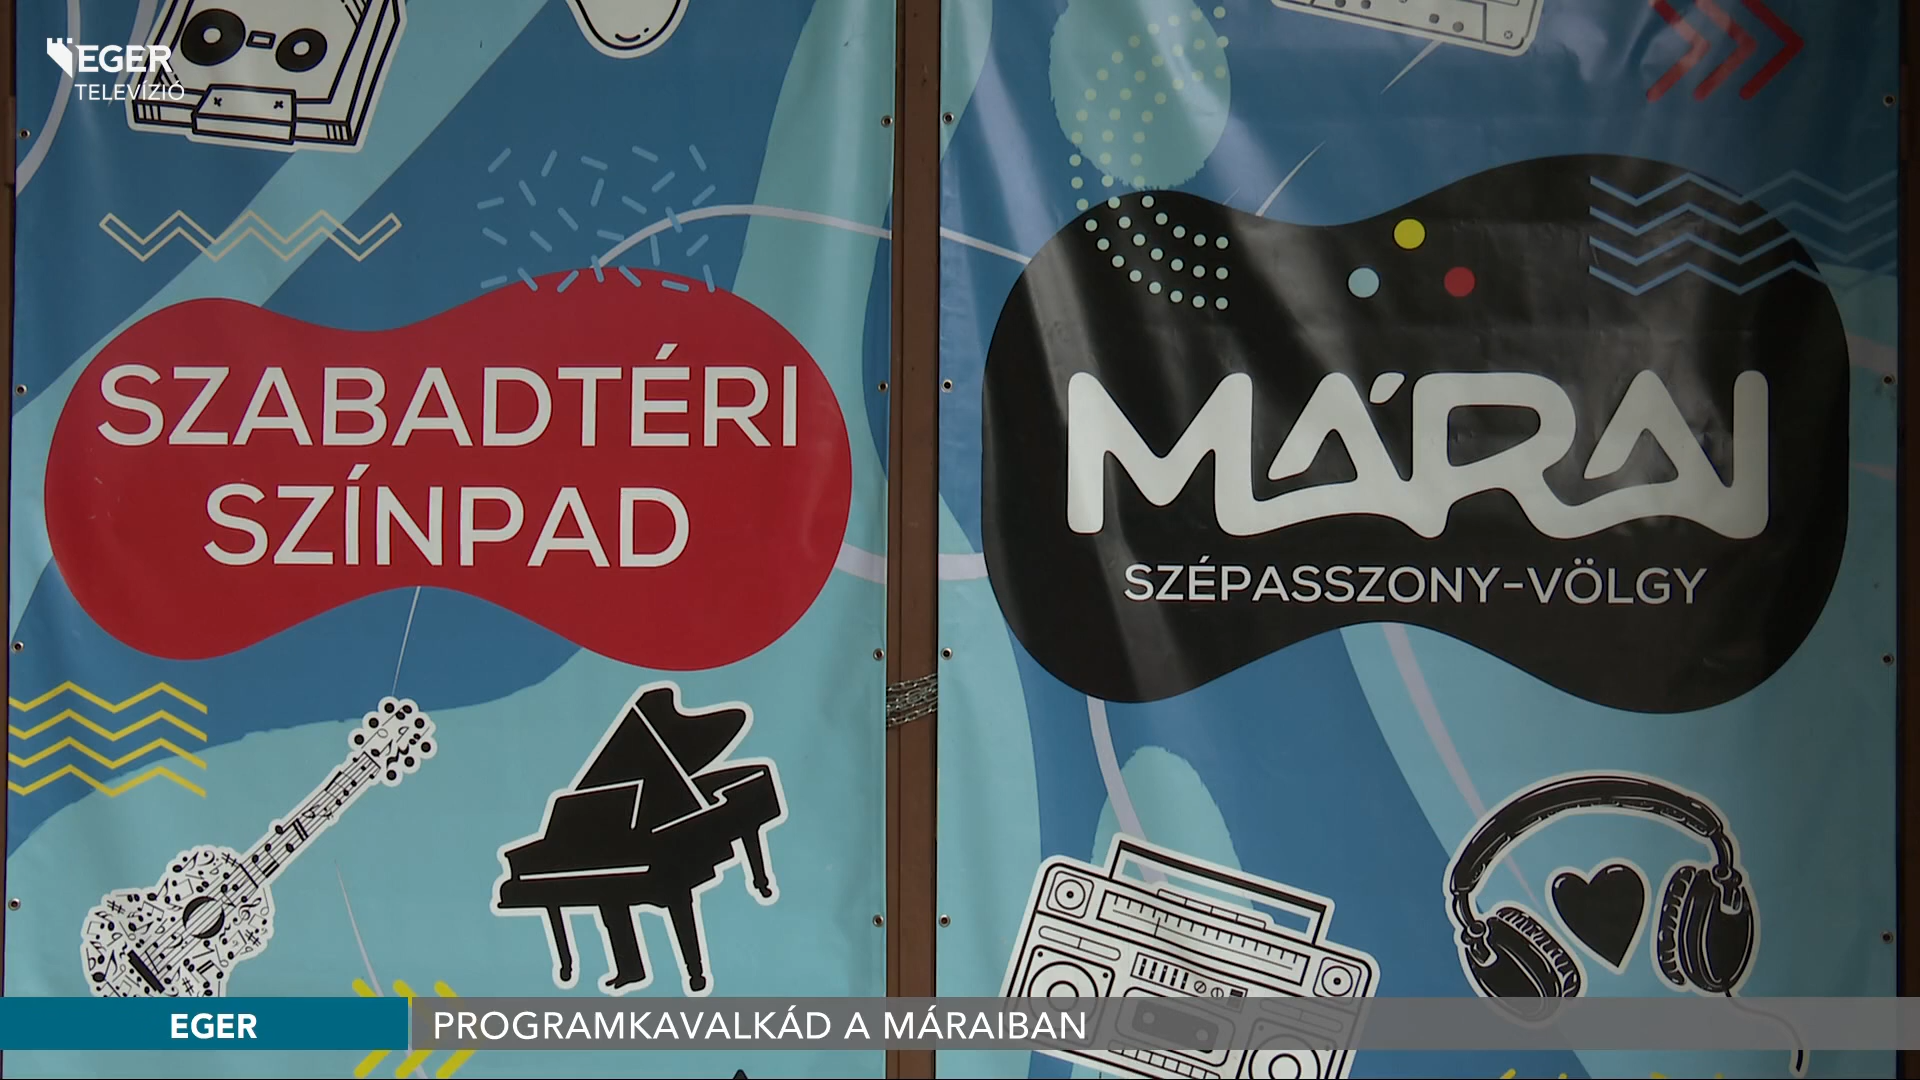 EGER
TELEVÍZIÓ
SZABADTÉRI
SZÍNPAD
MÁRAI
SZÉPASSZONY-VÖLGY
EGER
PROGRAMKAVALKÁD A MÁRAIBAN